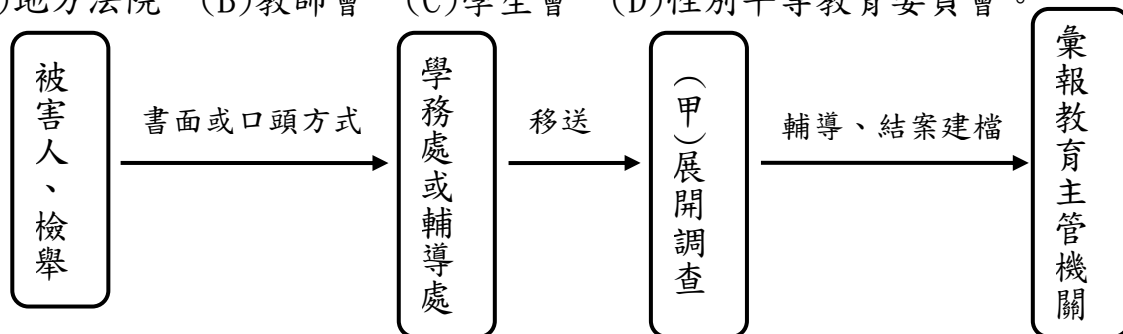 )地方法院 (B)教師會 (C)學生會 (D)性別平等教育委員會。
被害人、檢舉
書面或口頭方式
學務處或輔導處
移送
(甲)展開調查
輔導、結案建檔
彙報教育主管機關